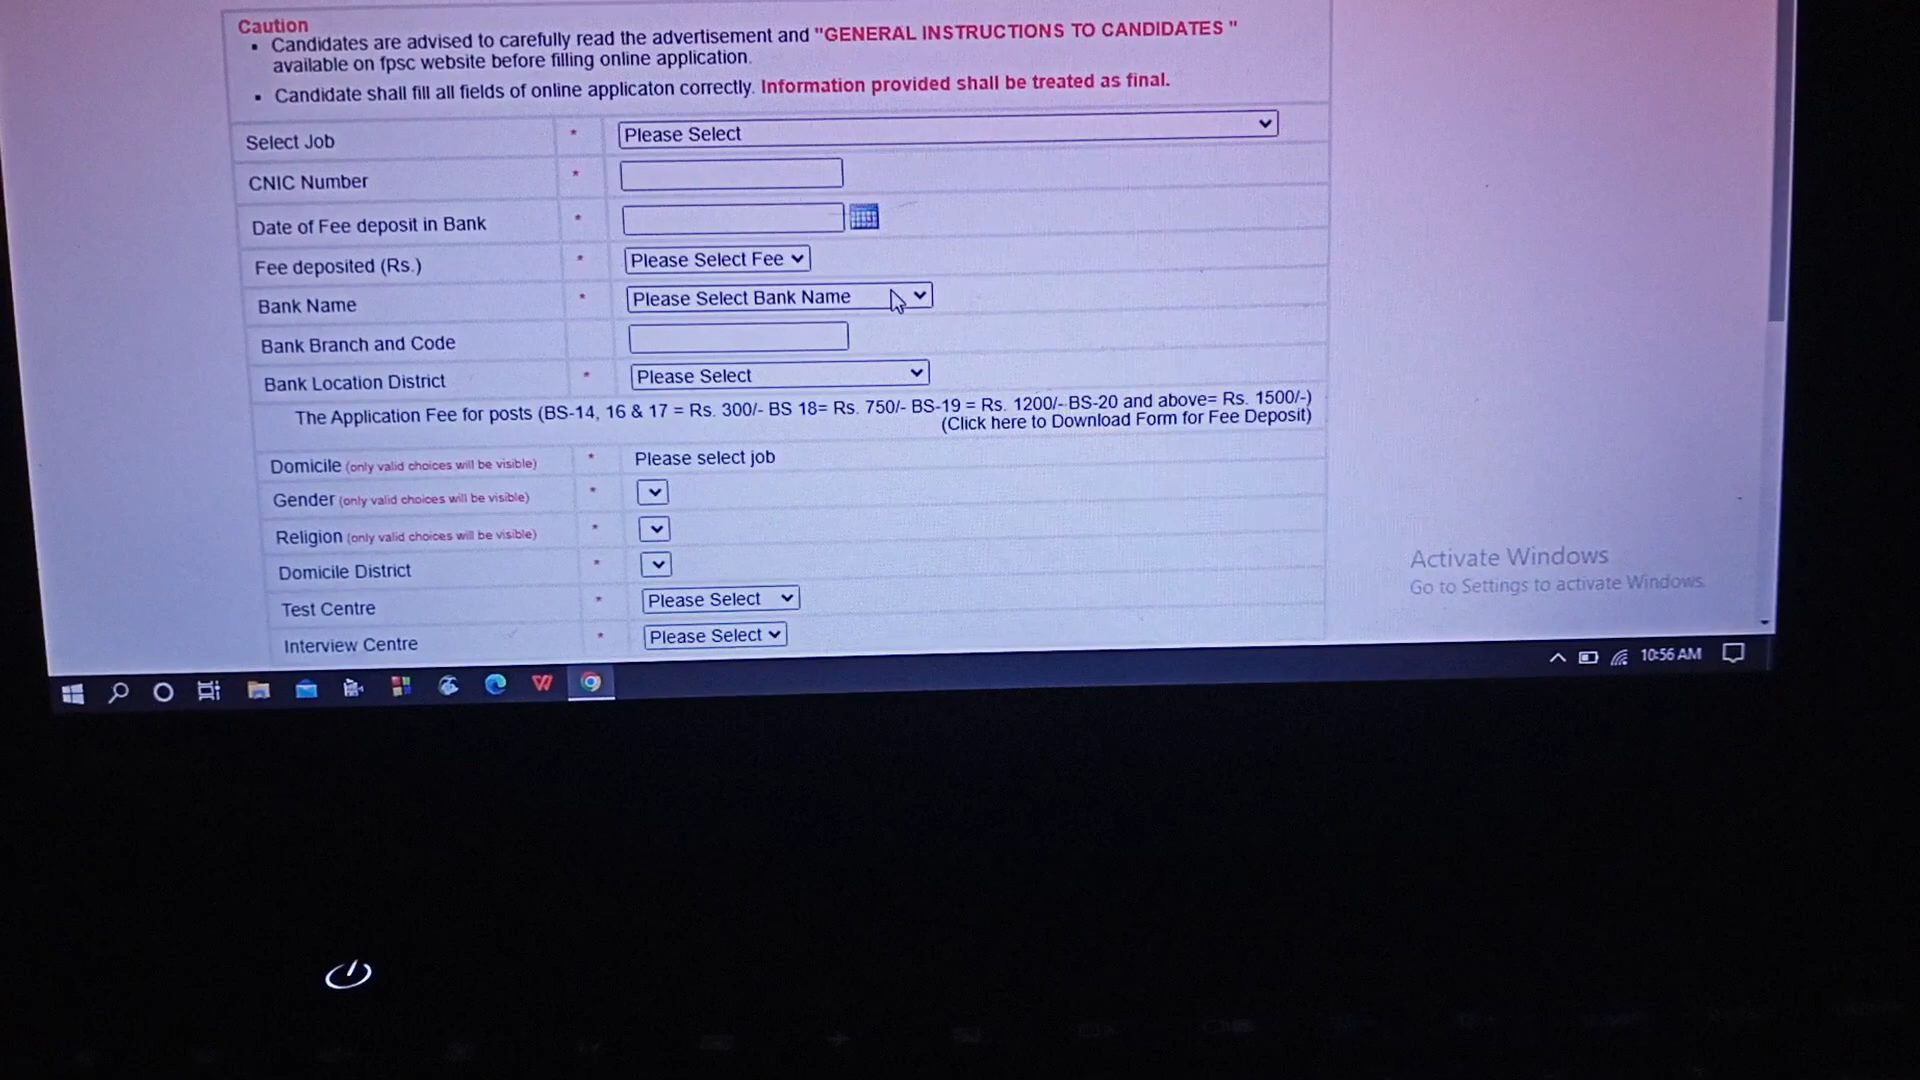 Caution
Candidates are advised to carefully read the advertisement and "GENERAL INSTRUCTIONS TO CANDIDATES "
available on fpsc website before filling online application.
Candidate shall fill all fields of online applicaton correctly. Information provided shall be treated as final.
Select Job * Please Select
CNIC Number *
Date of Fee deposit in Bank *
Fee deposited (Rs.) * Please Select Fee
Bank Name * Please Select Bank Name
Bank Branch and Code
Bank Location District * Please Select
The Application Fee for posts (BS-14, 16 & 17 = Rs. 300/- BS 18= Rs. 750/- BS-19 = Rs. 1200/- BS-20 and above= Rs. 1500/-)
(Click here to Download Form for Fee Deposit)
Domicile (only valid choices will be visible) * Please select job
Gender (only valid choices will be visible) *
Religion (only valid choices will be visible) *
Domicile District *
Test Centre * Please Select
Interview Centre * Please Select
Activate Windows
Go to Settings to activate Windows.
10:56 AM